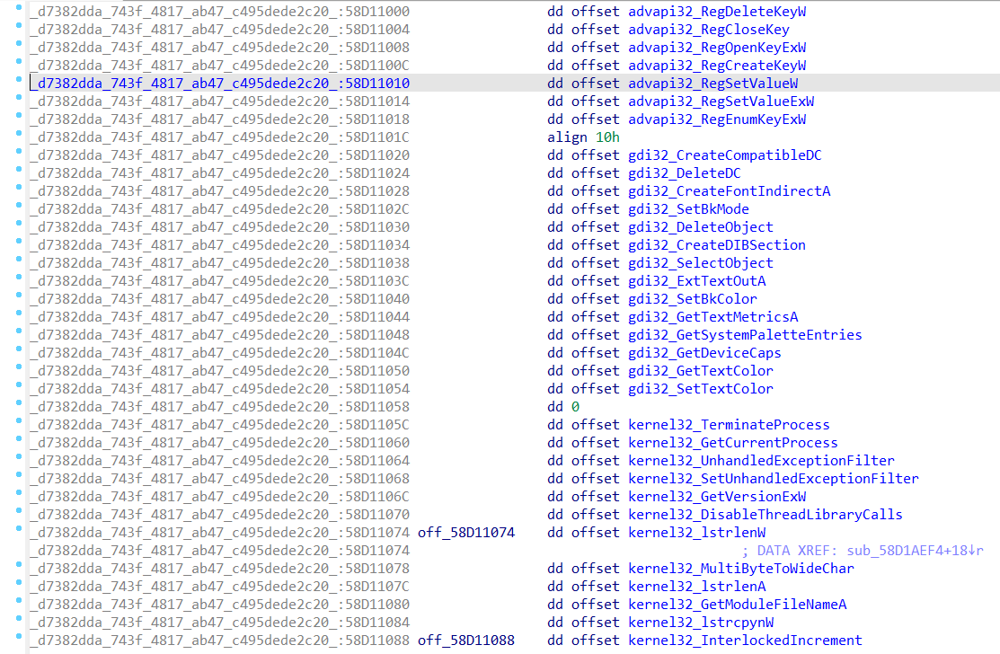 _d7382dda_743f_4817_ab47_c495dede2c20_:58D11000 dd offset advapi32_RegDeleteKeyW
_d7382dda_743f_4817_ab47_c495dede2c20_:58D11004 dd offset advapi32_RegCloseKey
_d7382dda_743f_4817_ab47_c495dede2c20_:58D11008 dd offset advapi32_RegOpenKeyExW
_d7382dda_743f_4817_ab47_c495dede2c20_:58D1100C dd offset advapi32_RegCreateKeyW
_d7382dda_743f_4817_ab47_c495dede2c20_:58D11010 dd offset advapi32_RegSetValueW
_d7382dda_743f_4817_ab47_c495dede2c20_:58D11014 dd offset advapi32_RegSetValueExW
_d7382dda_743f_4817_ab47_c495dede2c20_:58D11018 dd offset advapi32_RegEnumKeyExW
_d7382dda_743f_4817_ab47_c495dede2c20_:58D1101C align 10h
_d7382dda_743f_4817_ab47_c495dede2c20_:58D11020 dd offset gdi32_CreateCompatibleDC
_d7382dda_743f_4817_ab47_c495dede2c20_:58D11024 dd offset gdi32_DeleteDC
_d7382dda_743f_4817_ab47_c495dede2c20_:58D11028 dd offset gdi32_CreateFontIndirectA
_d7382dda_743f_4817_ab47_c495dede2c20_:58D1102C dd offset gdi32_SetBkMode
_d7382dda_743f_4817_ab47_c495dede2c20_:58D11030 dd offset gdi32_DeleteObject
_d7382dda_743f_4817_ab47_c495dede2c20_:58D11034 dd offset gdi32_CreateDIBSection
_d7382dda_743f_4817_ab47_c495dede2c20_:58D11038 dd offset gdi32_SelectObject
_d7382dda_743f_4817_ab47_c495dede2c20_:58D1103C dd offset gdi32_ExtTextOutA
_d7382dda_743f_4817_ab47_c495dede2c20_:58D11040 dd offset gdi32_SetBkColor
_d7382dda_743f_4817_ab47_c495dede2c20_:58D11044 dd offset gdi32_GetTextMetricsA
_d7382dda_743f_4817_ab47_c495dede2c20_:58D11048 dd offset gdi32_GetSystemPaletteEntries
_d7382dda_743f_4817_ab47_c495dede2c20_:58D1104C dd offset gdi32_GetDeviceCaps
_d7382dda_743f_4817_ab47_c495dede2c20_:58D11050 dd offset gdi32_GetTextColor
_d7382dda_743f_4817_ab47_c495dede2c20_:58D11054 dd offset gdi32_SetTextColor
_d7382dda_743f_4817_ab47_c495dede2c20_:58D11058 dd 0
_d7382dda_743f_4817_ab47_c495dede2c20_:58D1105C dd offset kernel32_TerminateProcess
_d7382dda_743f_4817_ab47_c495dede2c20_:58D11060 dd offset kernel32_GetCurrentProcess
_d7382dda_743f_4817_ab47_c495dede2c20_:58D11064 dd offset kernel32_UnhandledExceptionFilter
_d7382dda_743f_4817_ab47_c495dede2c20_:58D11068 dd offset kernel32_SetUnhandledExceptionFilter
_d7382dda_743f_4817_ab47_c495dede2c20_:58D1106C dd offset kernel32_GetVersionExW
_d7382dda_743f_4817_ab47_c495dede2c20_:58D11070 dd offset kernel32_DisableThreadLibraryCalls
_d7382dda_743f_4817_ab47_c495dede2c20_:58D11074 off_58D11074 dd offset kernel32_lstrlenW
_d7382dda_743f_4817_ab47_c495dede2c20_:58D11074 ; DATA XREF: sub_58D1AEF4+18↓r
_d7382dda_743f_4817_ab47_c495dede2c20_:58D11078 dd offset kernel32_MultiByteToWideChar
_d7382dda_743f_4817_ab47_c495dede2c20_:58D1107C dd offset kernel32_lstrlenA
_d7382dda_743f_4817_ab47_c495dede2c20_:58D11080 dd offset kernel32_GetModuleFileNameA
_d7382dda_743f_4817_ab47_c495dede2c20_:58D11084 dd offset kernel32_lstrcpynW
_d7382dda_743f_4817_ab47_c495dede2c20_:58D11088 off_58D11088 dd offset kernel32_InterlockedIncrement